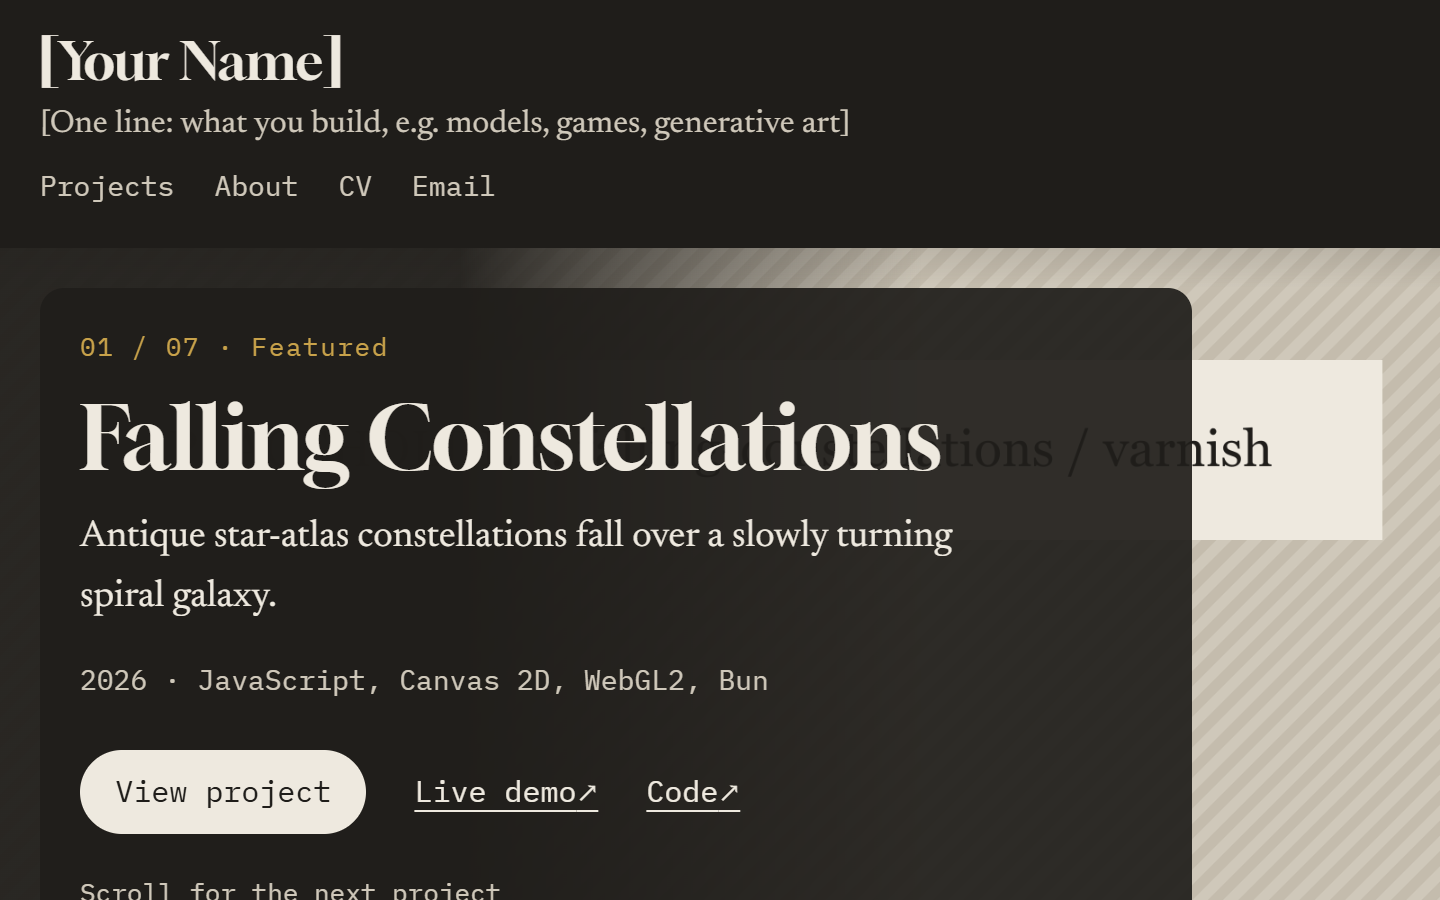 [Your Name]
[One line: what you build, e.g. models, games, generative art]
Projects About CV Email
01 / 07 · Featured
Falling Constellations
constellations / varnish
Antique star-atlas constellations fall over a slowly turning
spiral galaxy.
2026 · JavaScript, Canvas 2D, WebGL2, Bun
View project Live demo↗ Code↗
Scroll for the next project